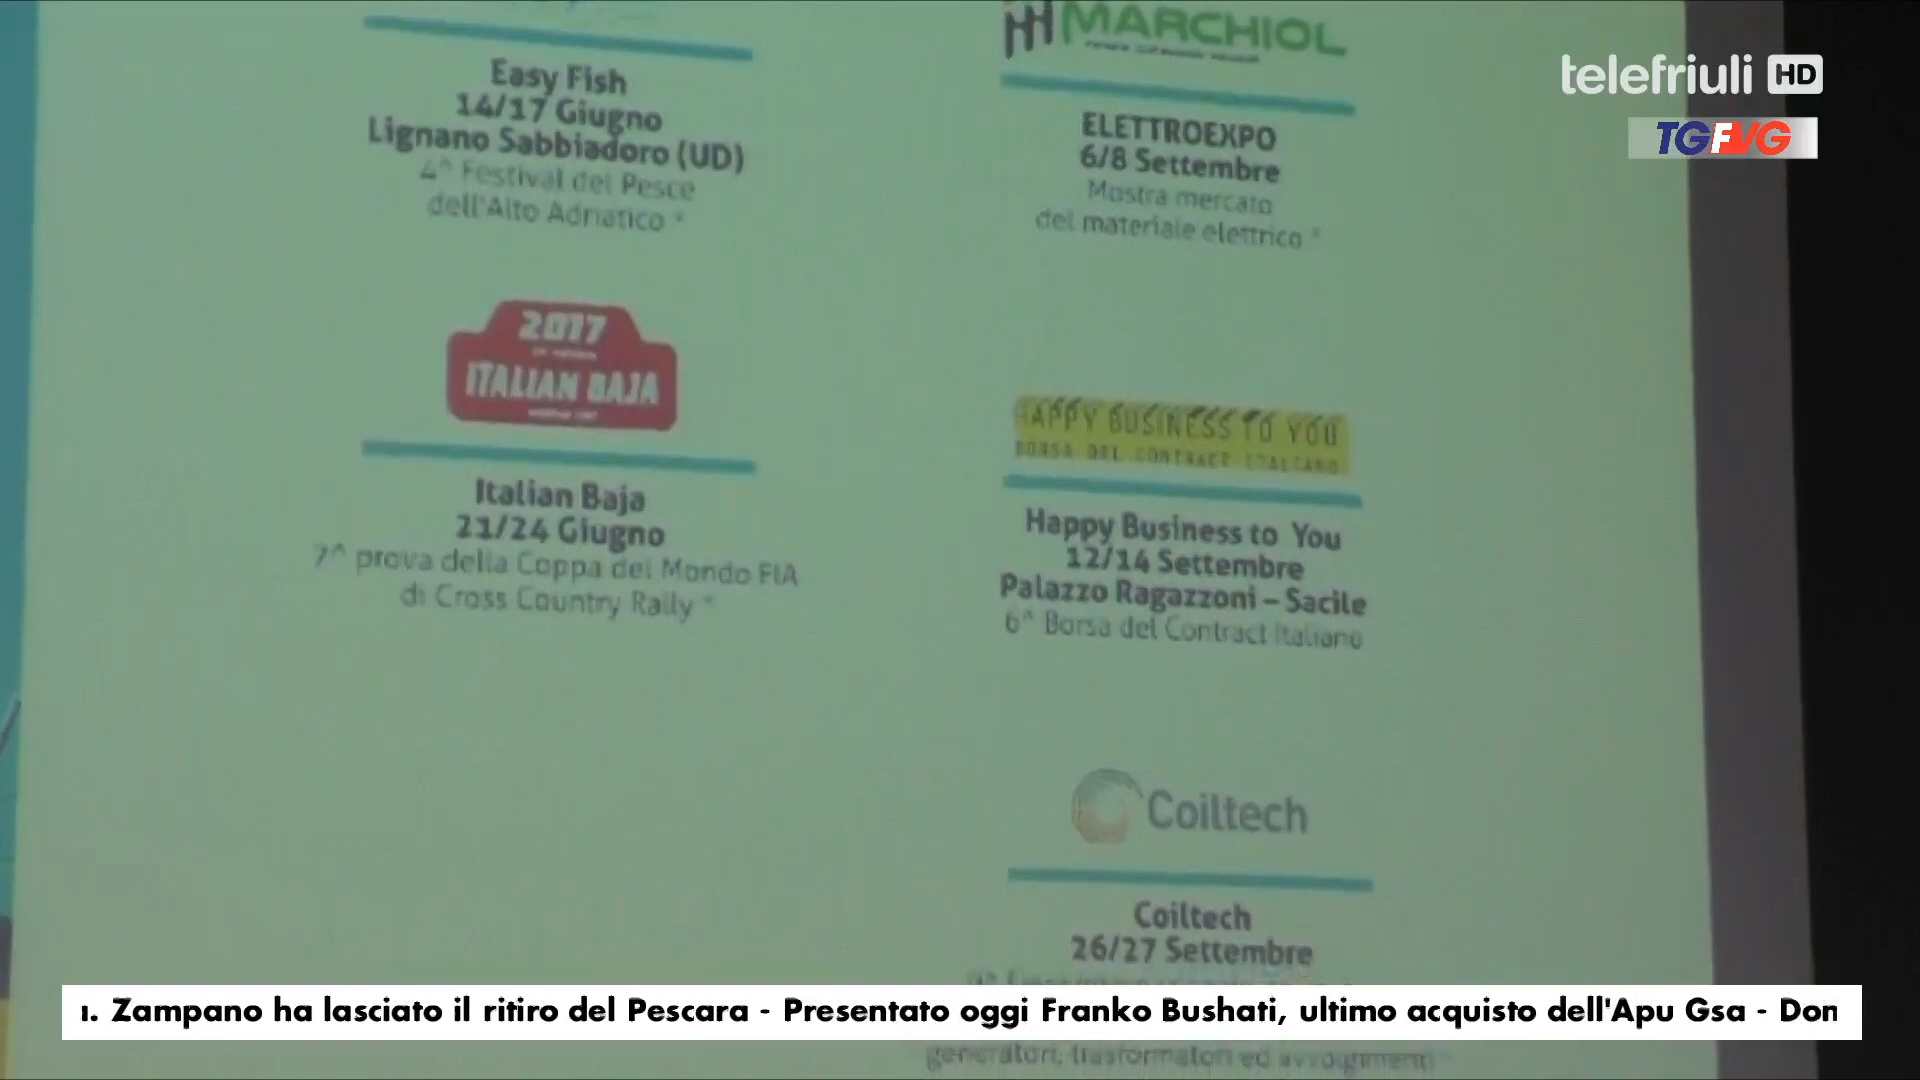 telefriuli HD
TGFVG
Easy Fish
14/17 Giugno
Lignano Sabbiadoro (UD)
4^ Festival del Pesce
dell'Alto Adriatico *
2017
ITALIAN BAJA
Italian Baja
21/24 Giugno
7^ prova della Coppa del Mondo FIA
di Cross Country Rally *
MARCHIOL
ELETTROEXPO
6/8 Settembre
Mostra mercato
del materiale elettrico *
HAPPY BUSINESS TO YOU
BORSA DEL CONTRACT ITALIANO
Happy Business to You
12/14 Settembre
Palazzo Ragazzoni – Sacile
6^ Borsa del Contract Italiano
Coiltech
Coiltech
26/27 Settembre
generatori, trasformatori ed avvolgimenti
ı. Zampano ha lasciato il ritiro del Pescara - Presentato oggi Franko Bushati, ultimo acquisto dell'Apu Gsa - Don